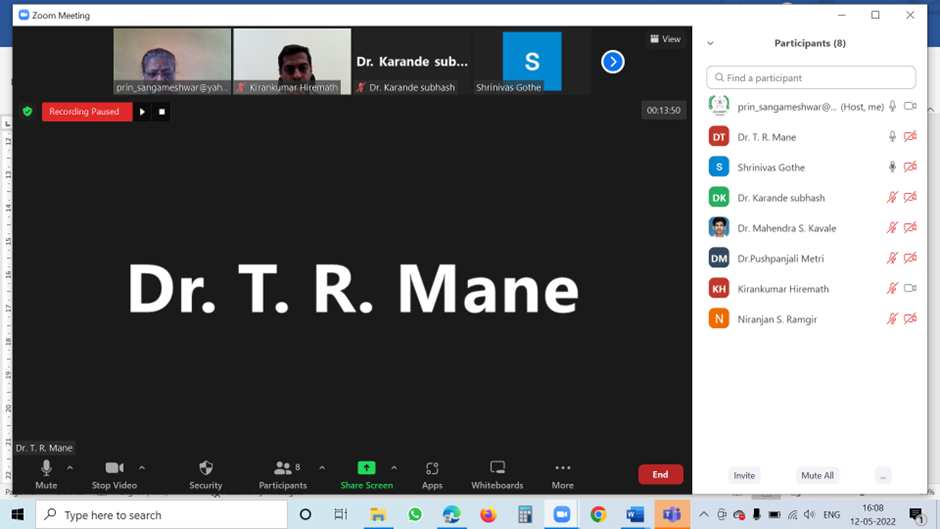 Zoom Meeting
prin_sangameshwar@yah...
Kirankumar Hiremath
Dr. Karande sub...
Dr. Karande subhash
S
Shrinivas Gothe
View
Recording Paused
00:13:50
Dr. T. R. Mane
Dr. T. R. Mane
Mute
Stop Video
Security
8
Participants
Share Screen
Apps
Whiteboards
More
End
Participants (8)
Find a participant
prin_sangameshwar@... (Host, me)
DT Dr. T. R. Mane
S Shrinivas Gothe
DK Dr. Karande subhash
Dr. Mahendra S. Kavale
DM Dr.Pushpanjali Metri
KH Kirankumar Hiremath
N Niranjan S. Ramgir
Invite
Mute All
...
Type here to search
ENG
16:08
12-05-2022
1